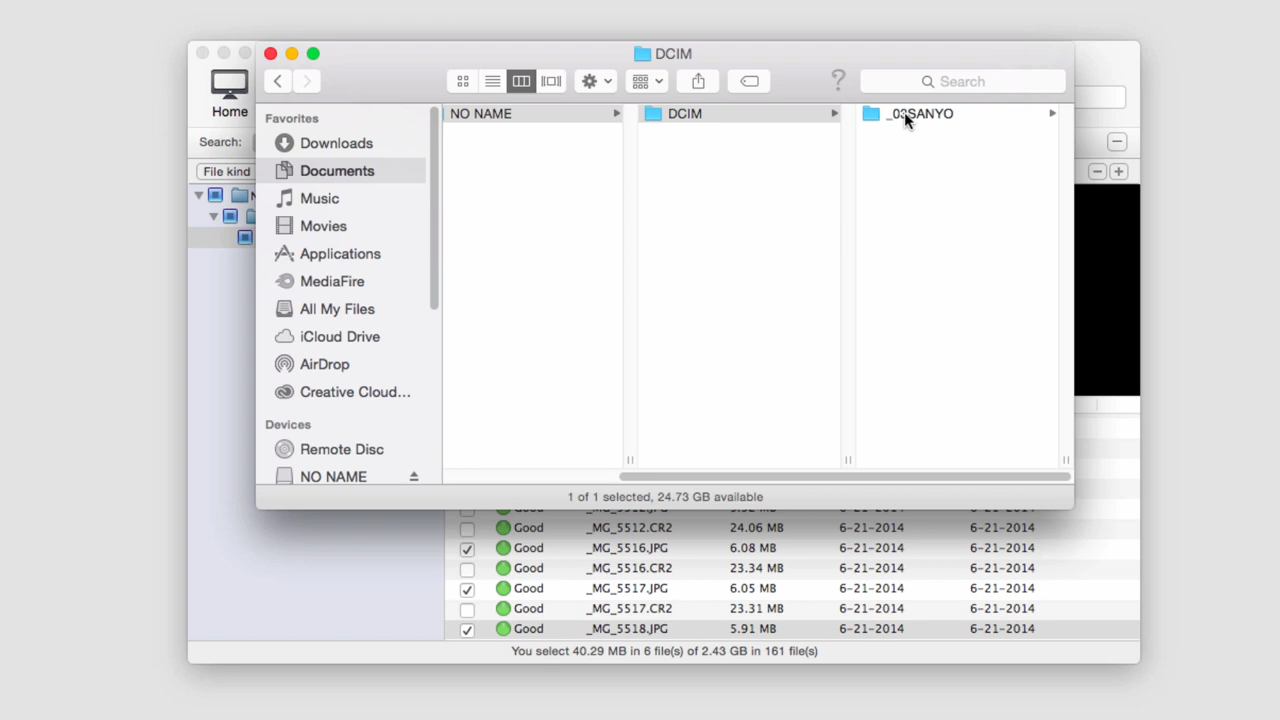 DCIM
Search
Home
Search:
File kind
Favorites
Downloads
Documents
Music
Movies
Applications
MediaFire
All My Files
iCloud Drive
AirDrop
Creative Cloud...
Devices
Remote Disc
NO NAME
NO NAME
DCIM
_03SANYO
1 of 1 selected, 24.73 GB available
Good _MG_5512.CR2 24.06 MB 6-21-2014 6-21-2014
Good _MG_5516.JPG 6.08 MB 6-21-2014 6-21-2014
Good _MG_5516.CR2 23.34 MB 6-21-2014 6-21-2014
Good _MG_5517.JPG 6.05 MB 6-21-2014 6-21-2014
Good _MG_5517.CR2 23.31 MB 6-21-2014 6-21-2014
Good _MG_5518.JPG 5.91 MB 6-21-2014 6-21-2014
You select 40.29 MB in 6 file(s) of 2.43 GB in 161 file(s)